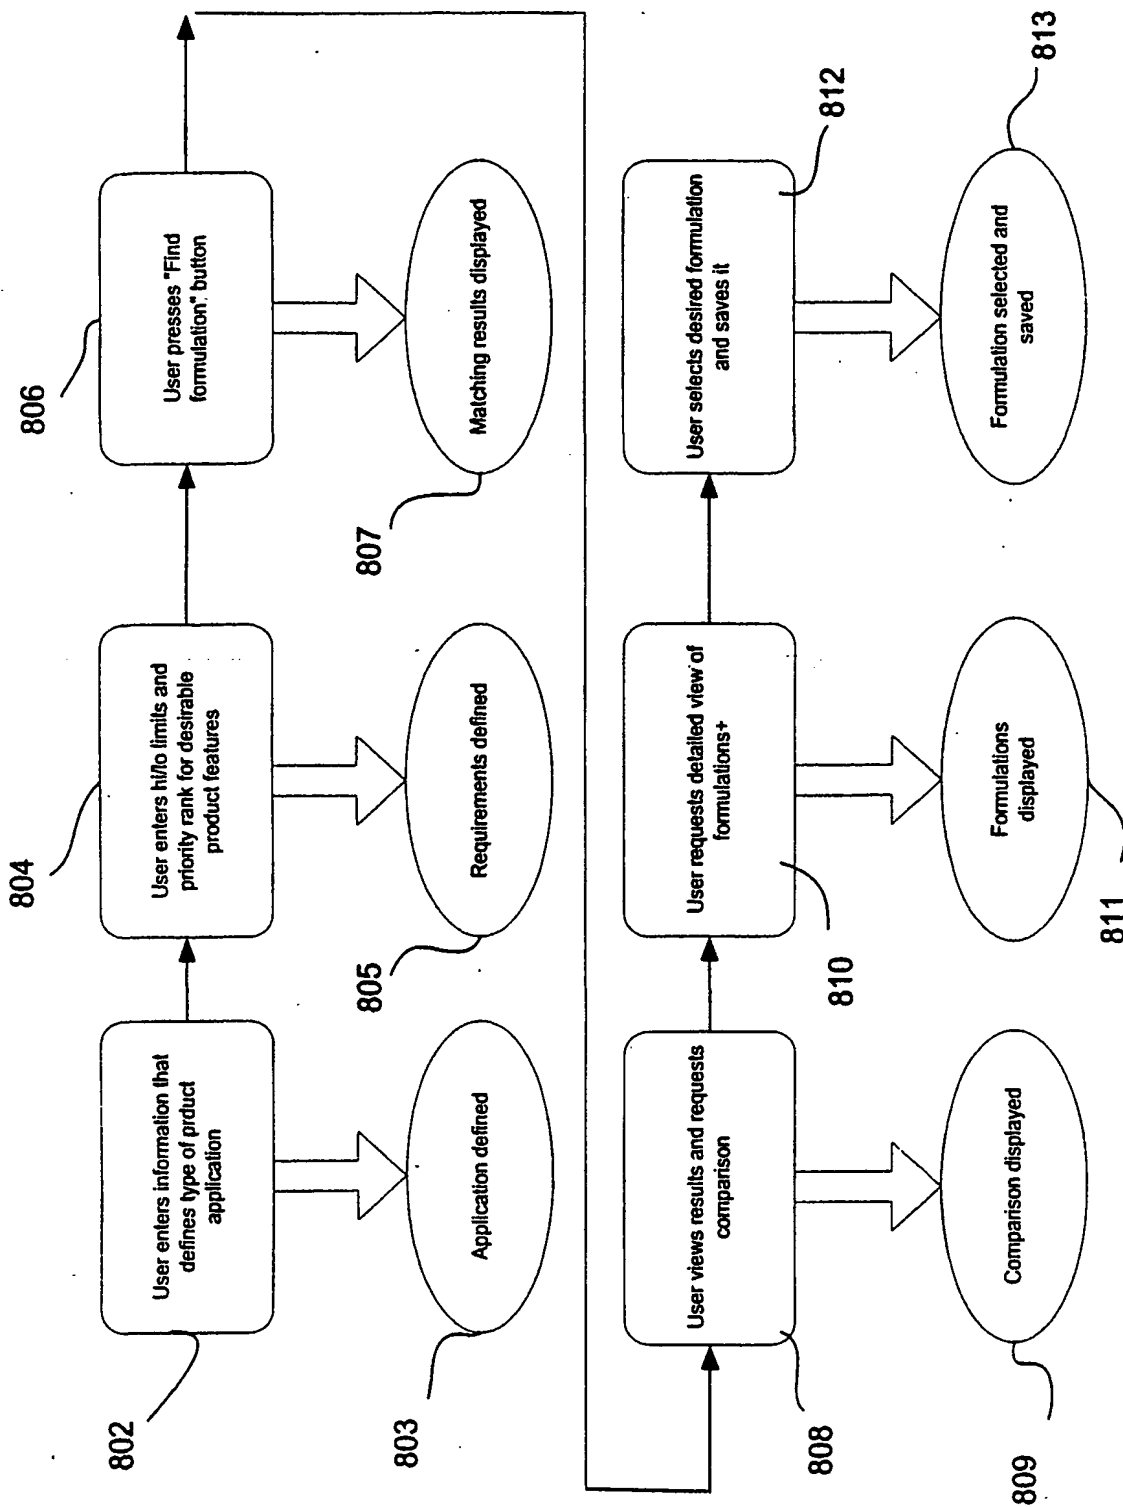 802
User enters information that
defines type of prduct
application
803
Application defined
804
User enters hi/lo limits and
priority rank for desirable
product features
805
Requirements defined
806
User presses "Find
formulation". button
807
Matching results displayed
808
User views results and requests
comparison
809
Comparison displayed
810
User requests detailed view of
formulations+
811
Formulations
displayed
812
User selects desired formulation
and saves it
813
Formulation selected and
saved